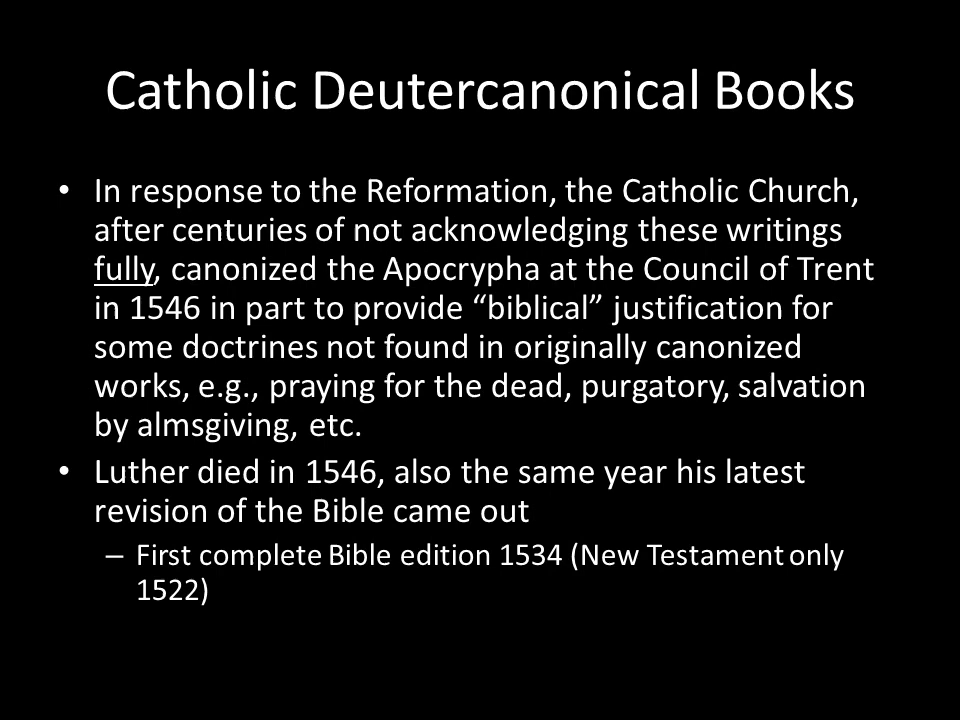 Catholic Deutercanonical Books
• In response to the Reformation, the Catholic Church,
after centuries of not acknowledging these writings
fully, canonized the Apocrypha at the Council of Trent
in 1546 in part to provide “biblical” justification for
some doctrines not found in originally canonized
works, e.g., praying for the dead, purgatory, salvation
by almsgiving, etc.
• Luther died in 1546, also the same year his latest
revision of the Bible came out
– First complete Bible edition 1534 (New Testament only
1522)